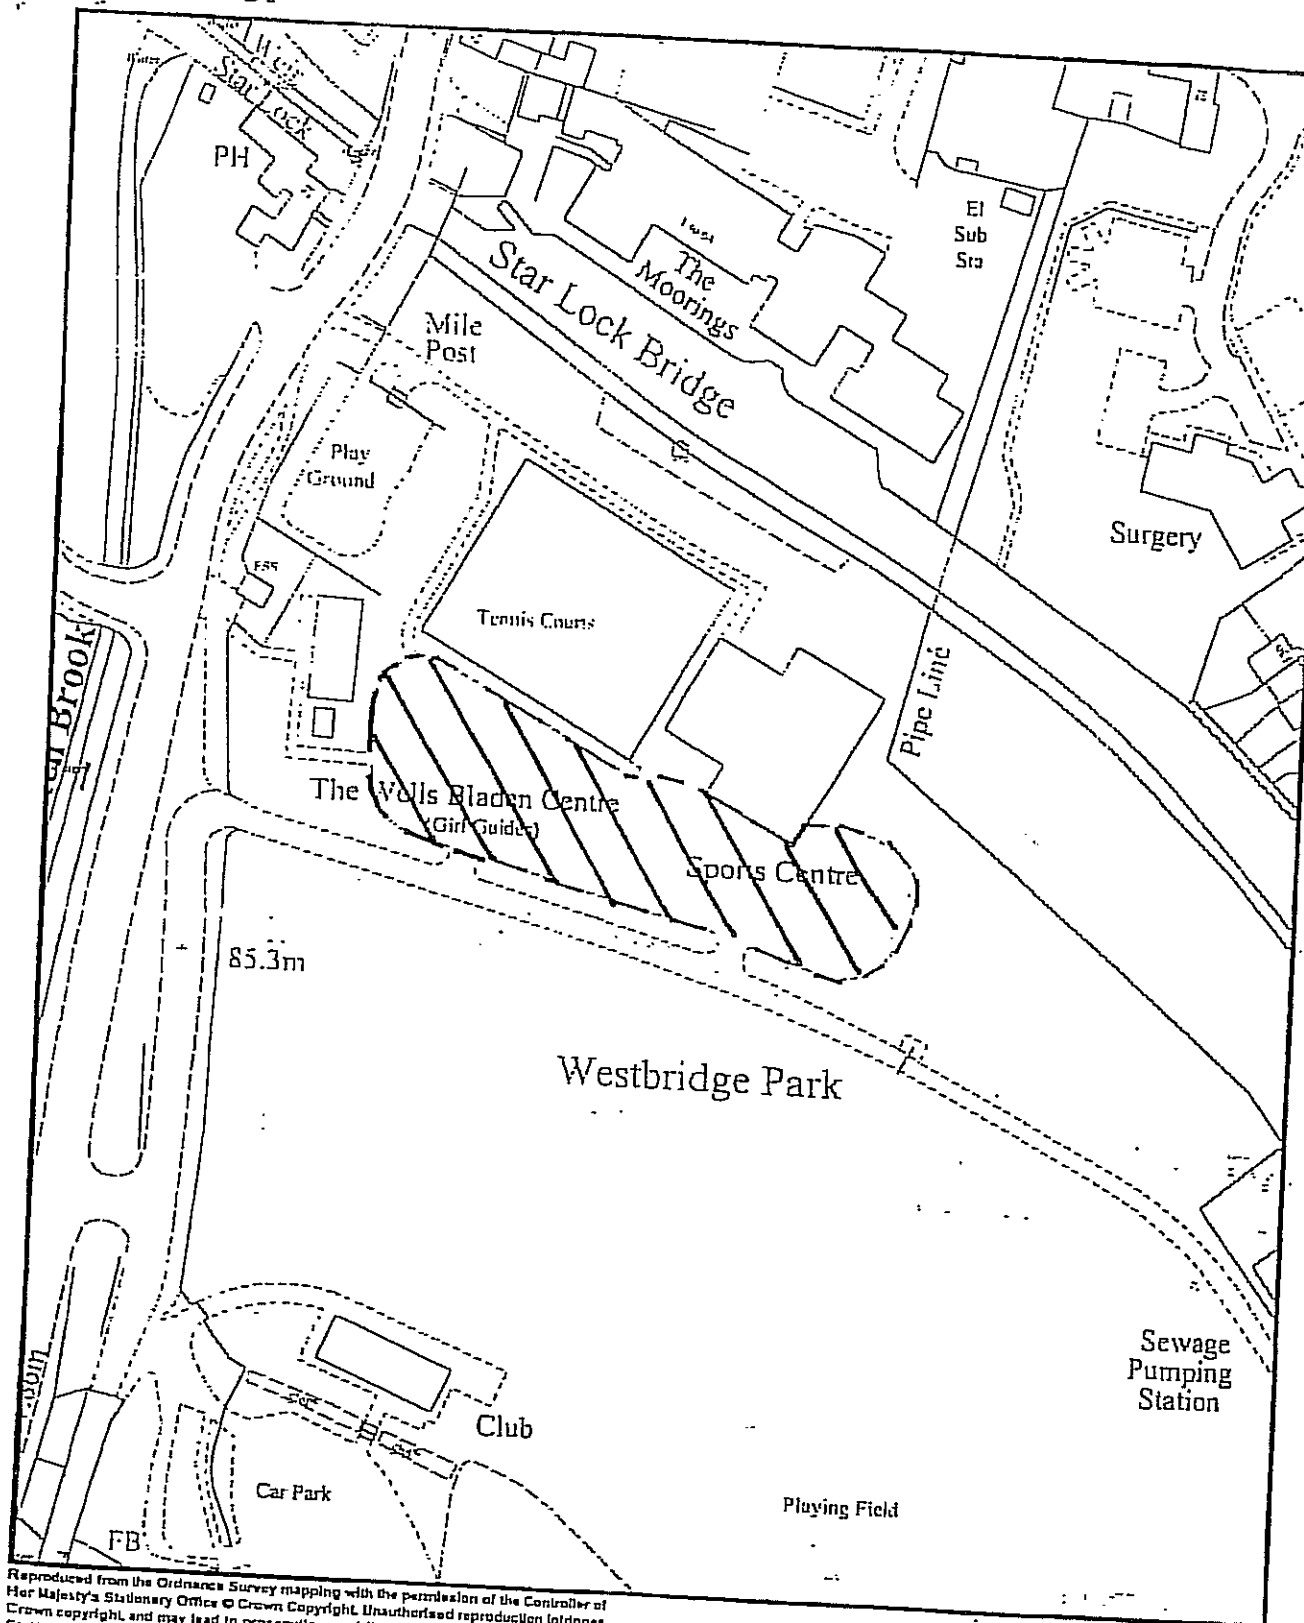 Star Lock
PH
El
Sub
Sta
The
Moorings
Star Lock Bridge
Mile
Post
Play
Ground
Surgery
ESS
Tennis Courts
Brook
Pipe Line
The Wells Bladen Centre
(Girl Guides)
Sports Centre
85.3m
Westbridge Park
Sewage
Pumping
Station
Club
Car Park
Playing Field
FB
Reproduced from the Ordnance Survey mapping with the permission of the Controller of
Her Majesty's Stationery Office © Crown Copyright. Unauthorised reproduction infringes
Crown copyright and may lead to